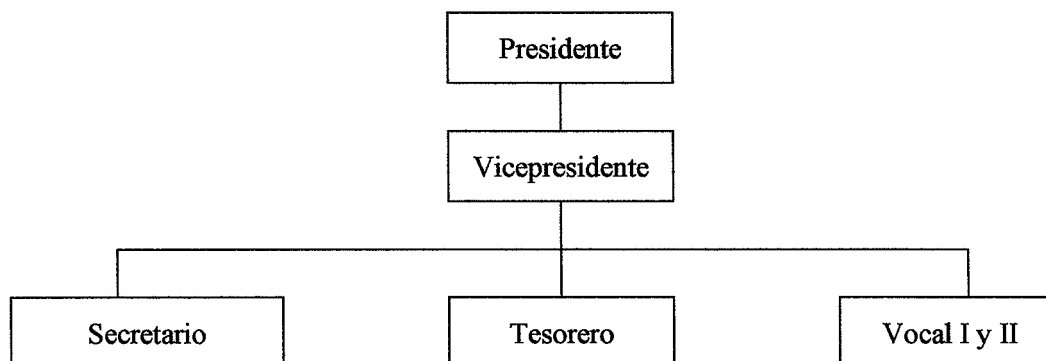 Presidente
Vicepresidente
Secretario
Tesorero
Vocal I y II